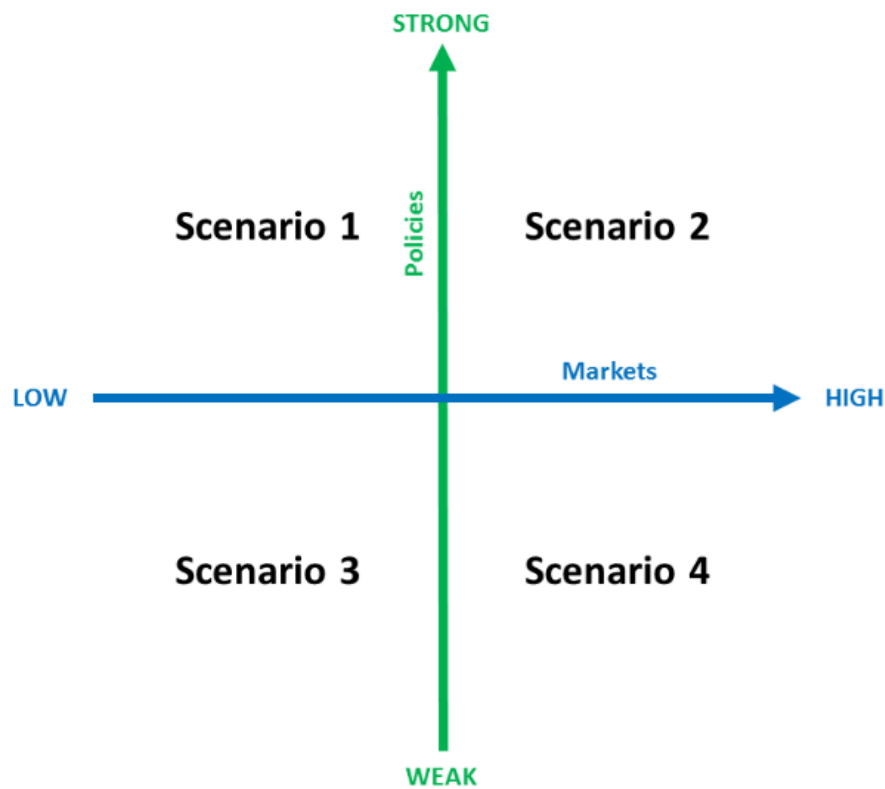 STRONG
Policies
Scenario 1
Scenario 2
Markets
LOW
HIGH
Scenario 3
Scenario 4
WEAK